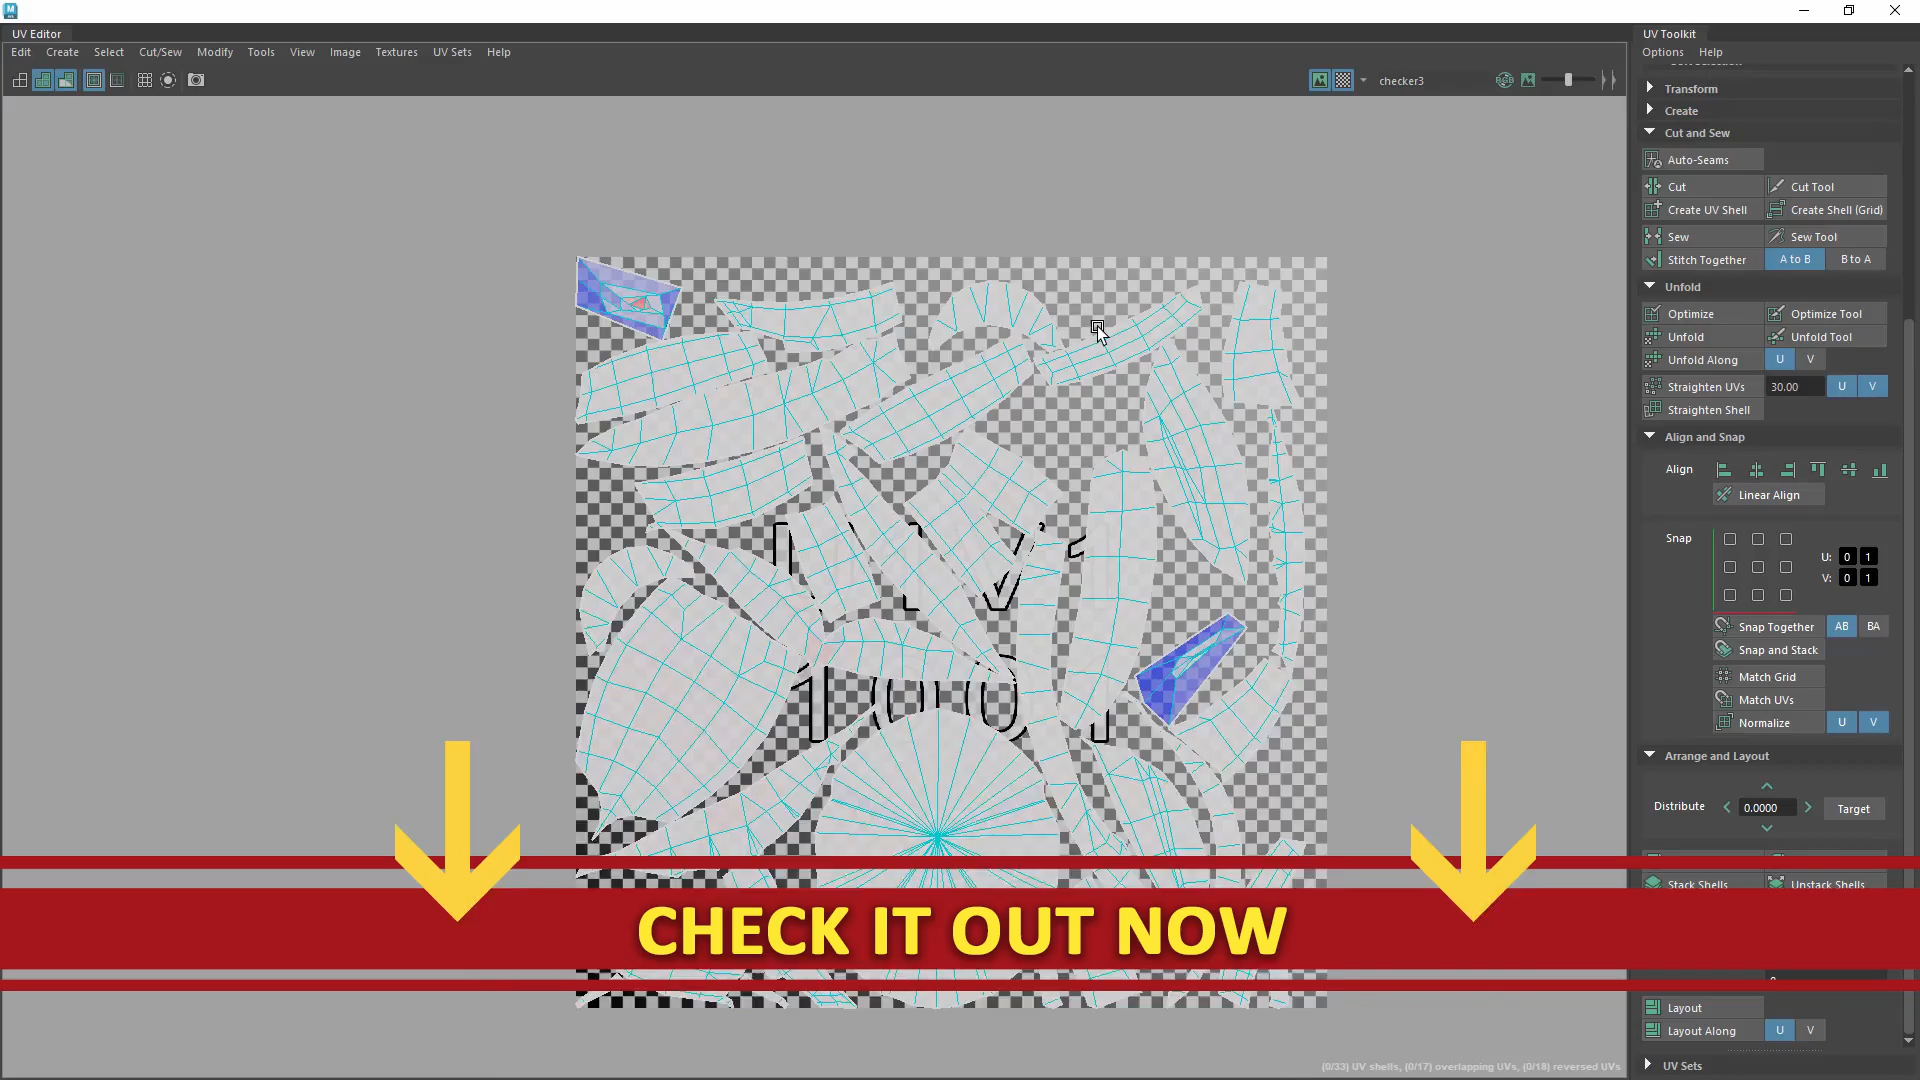 UV Editor
UV Toolkit
Edit Create Select Cut/Sew Modify Tools View Image Textures UV Sets Help
Options Help
checker3
Transform
Create
Cut and Sew
Auto-Seams
Cut Cut Tool
Create UV Shell Create Shell (Grid)
Sew Sew Tool
Stitch Together A to B B to A
Unfold
Optimize Optimize Tool
Unfold Unfold Tool
Unfold Along U V
Straighten UVs 30.00 U V
Straighten Shell
Align and Snap
Align
Linear Align
Snap
U: 0 1
V: 0 1
Snap Together AB BA
Snap and Stack
Match Grid
Match UVs
Normalize U V
Arrange and Layout
Distribute 0.0000 Target
Stack Shells Unstack Shells
CHECK IT OUT NOW
Layout
Layout Along U V
(0/33) UV shells, (0/17) overlapping UVs, (0/18) reversed UVs
UV Sets